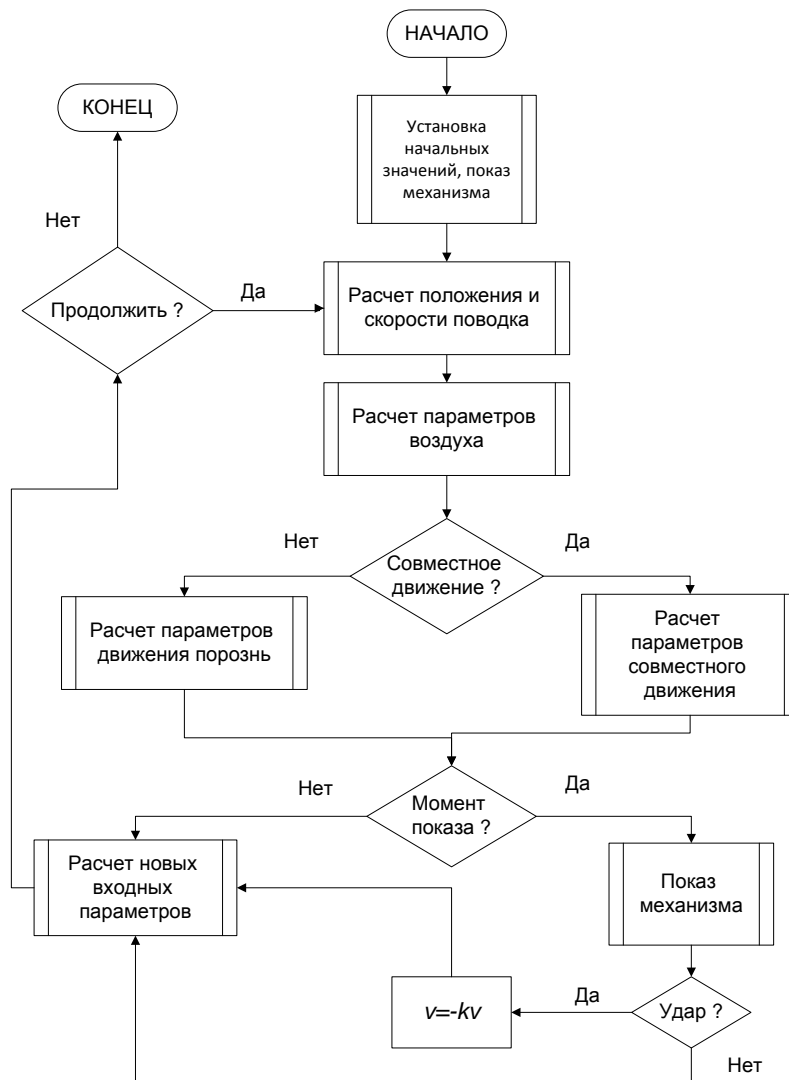 НАЧАЛО
КОНЕЦ
Установка
начальных
значений, показ
механизма
Нет
Продолжить ?
Да
Расчет положения и
скорости поводка
Расчет параметров
воздуха
Нет
Совместное
движение ?
Да
Расчет параметров
движения порознь
Расчет
параметров
совместного
движения
Нет
Момент
показа ?
Да
Расчет новых
входных
параметров
Показ
механизма
v=-kv
Да
Удар ?
Нет